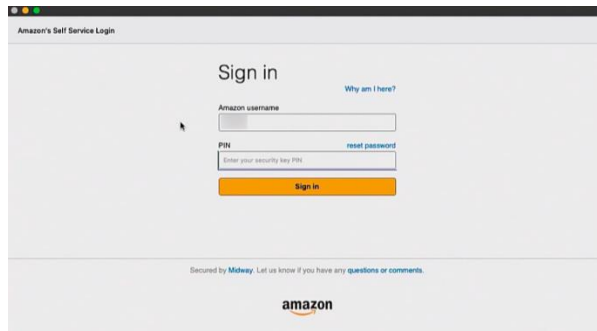 Amazon's Self Service Login
Sign in
Why am I here?
Amazon username
PIN
reset password
Enter your security key PIN
Sign in
Secured by Midway. Let us know if you have any questions or comments.
amazon